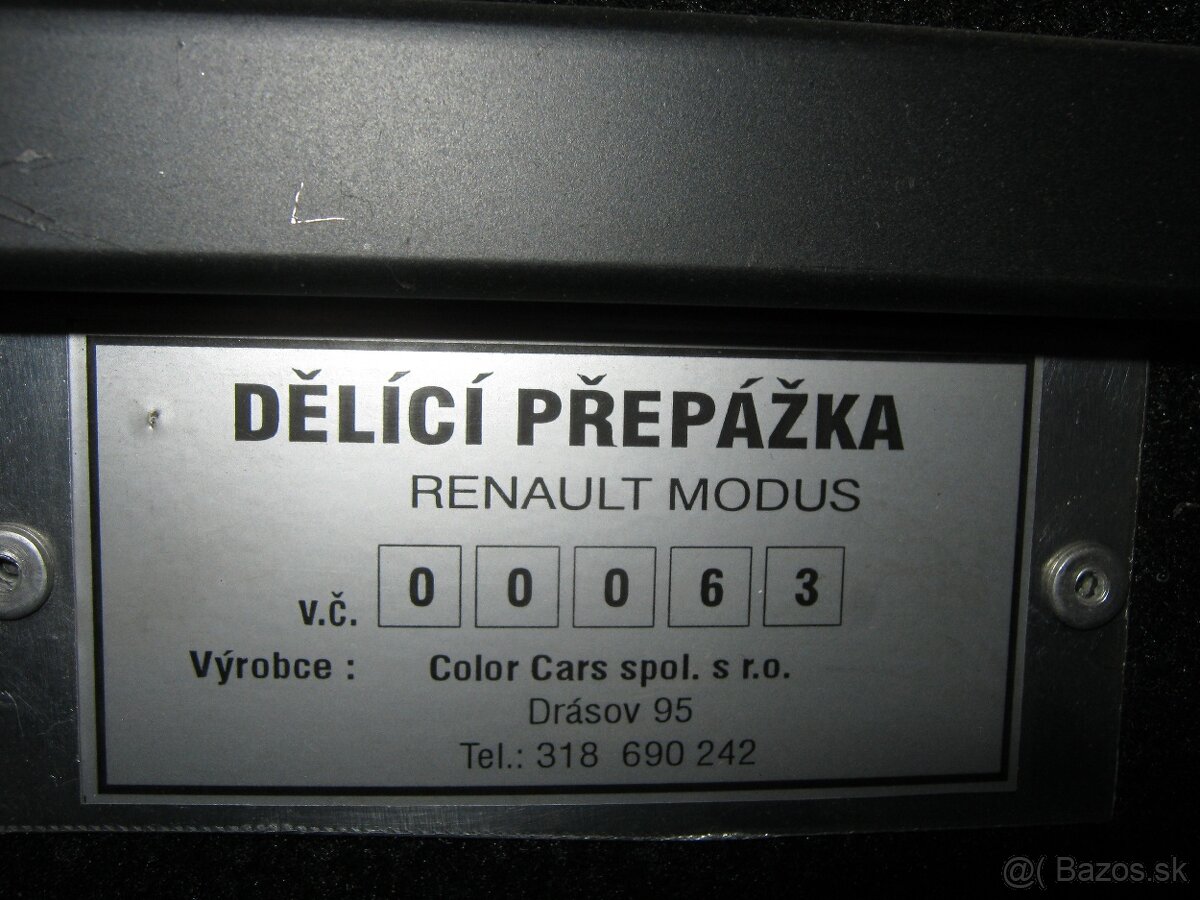 DĚLÍCÍ PŘEPÁŽKA
RENAULT MODUS
V.Č. 0 0 0 6 3
Výrobce : Color Cars spol. s r.o.
Drásov 95
Tel.: 318 690 242
@( Bazos.sk